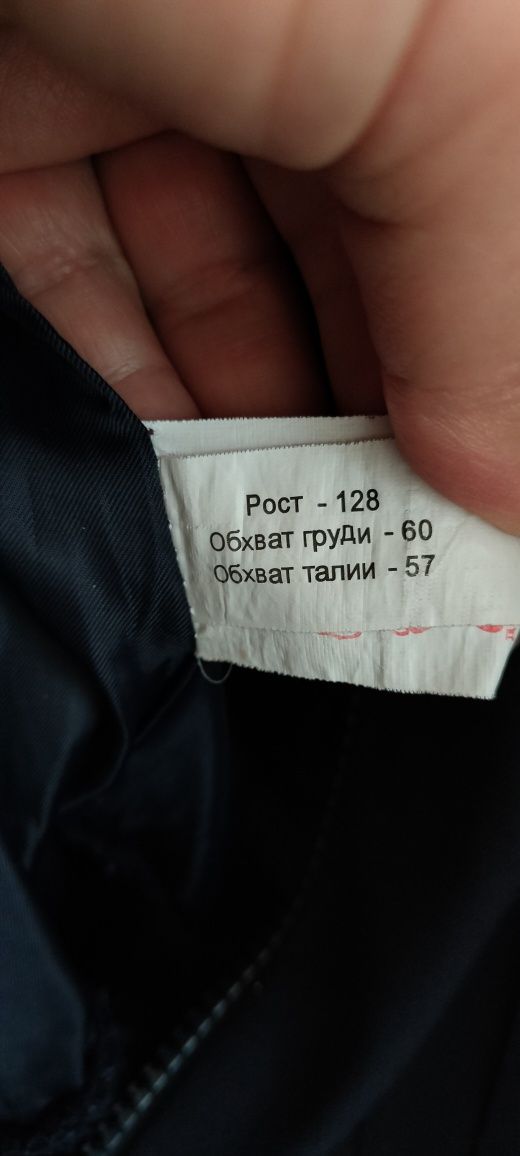 Рост - 128
Обхват груДи - 60
Обхват талии - 57